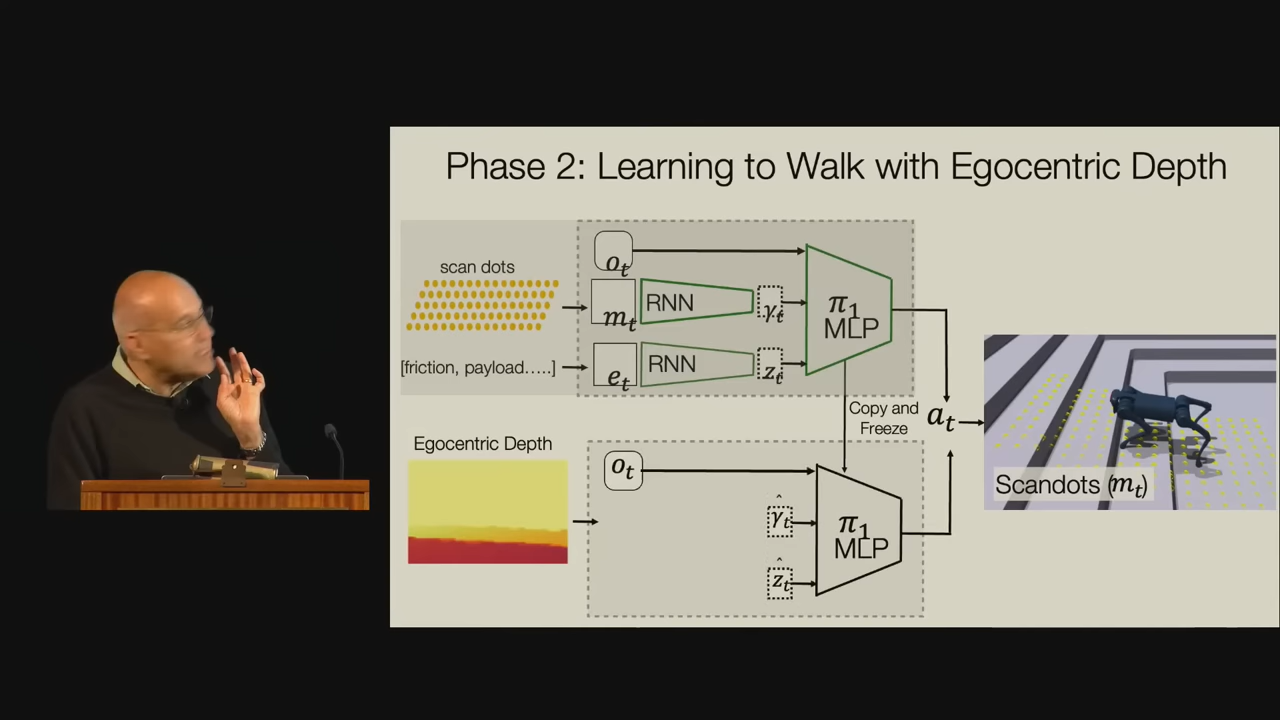 Phase 2: Learning to Walk with Egocentric Depth
scan dots
[friction, payload.....]
o_t
m_t
RNN
γ_t
e_t
RNN
z_t
π_1
MLP
Copy and
Freeze
a_t
Scandots (m_t)
Egocentric Depth
o_t
γ̂_t
ẑ_t
π_1
MLP